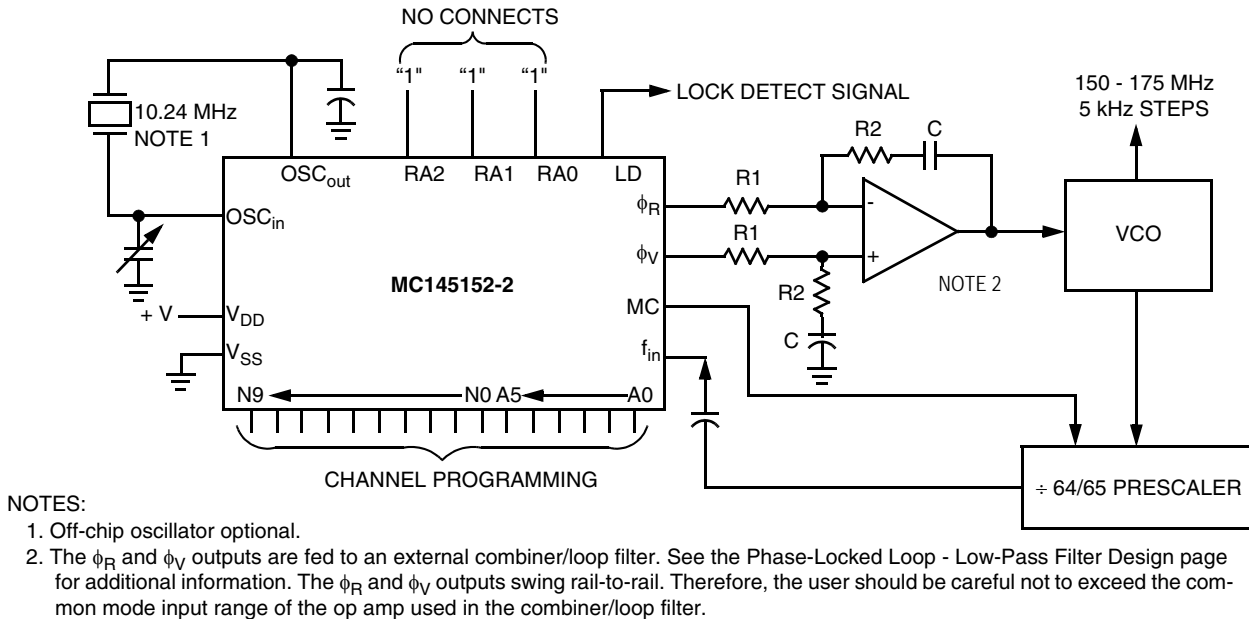 NO CONNECTS
“1" “1" “1"
10.24 MHz
NOTE 1
LOCK DETECT SIGNAL
150 - 175 MHz
5 kHz STEPS
R2 C
OSCout RA2 RA1 RA0 LD
OSCin
ϕR R1 -
ϕV R1 +
VCO
MC145152-2
NOTE 2
R2
MC
+ V VDD
C
fin
VSS
N9 N0 A5 A0
CHANNEL PROGRAMMING
÷ 64/65 PRESCALER
NOTES:
1. Off-chip oscillator optional.
2. The ϕR and ϕV outputs are fed to an external combiner/loop filter. See the Phase-Locked Loop - Low-Pass Filter Design page
for additional information. The ϕR and ϕV outputs swing rail-to-rail. Therefore, the user should be careful not to exceed the com-
mon mode input range of the op amp used in the combiner/loop filter.